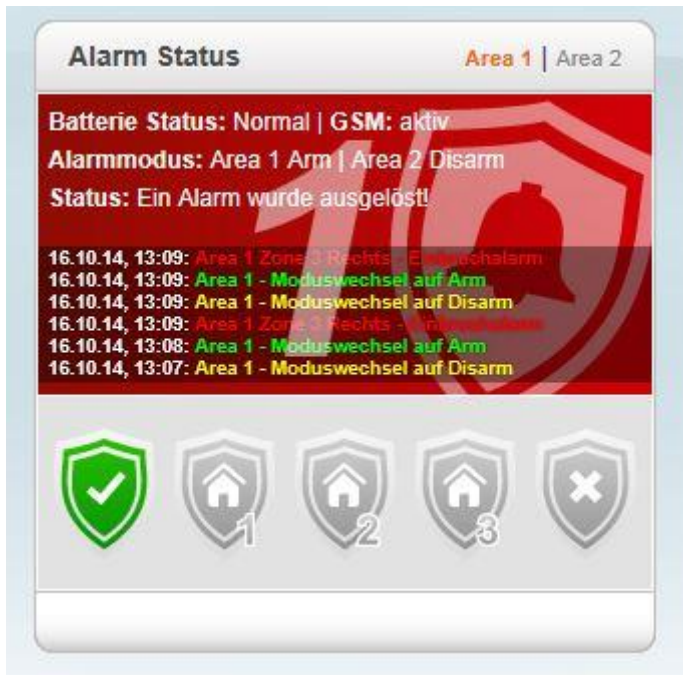 Alarm Status
Area 1 | Area 2
Batterie Status: Normal | GSM: aktiv
Alarmmodus: Area 1 Arm | Area 2 Disarm
Status: Ein Alarm wurde ausgelöst!
1
16.10.14, 13:09: Area 1 Zone 3 Rechts - Einbruchalarm
16.10.14, 13:09: Area 1 - Moduswechsel auf Arm
16.10.14, 13:09: Area 1 - Moduswechsel auf Disarm
16.10.14, 13:09: Area 1 Zone 3 Rechts - Einbruchalarm
16.10.14, 13:08: Area 1 - Moduswechsel auf Arm
16.10.14, 13:07: Area 1 - Moduswechsel auf Disarm
1 2 3